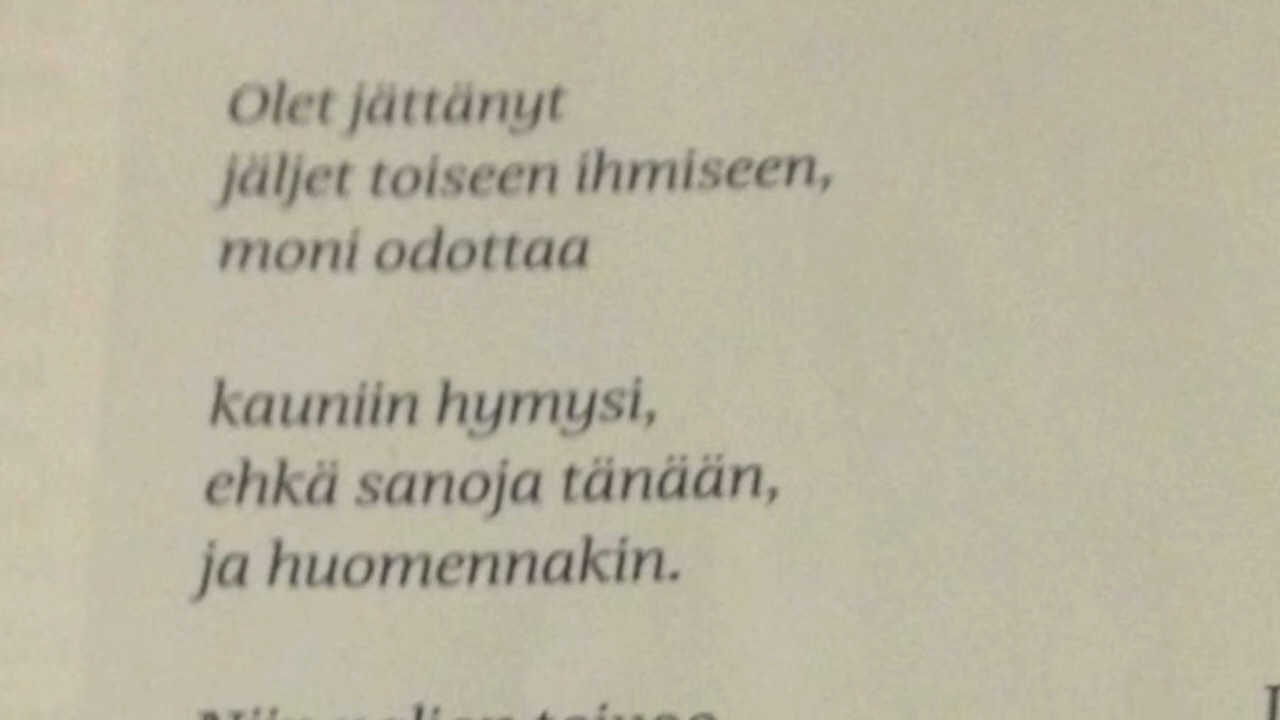 Olet jättänyt
jäljet toiseen ihmiseen,
moni odottaa
kauniin hymysi,
ehkä sanoja tänään,
ja huomennakin.